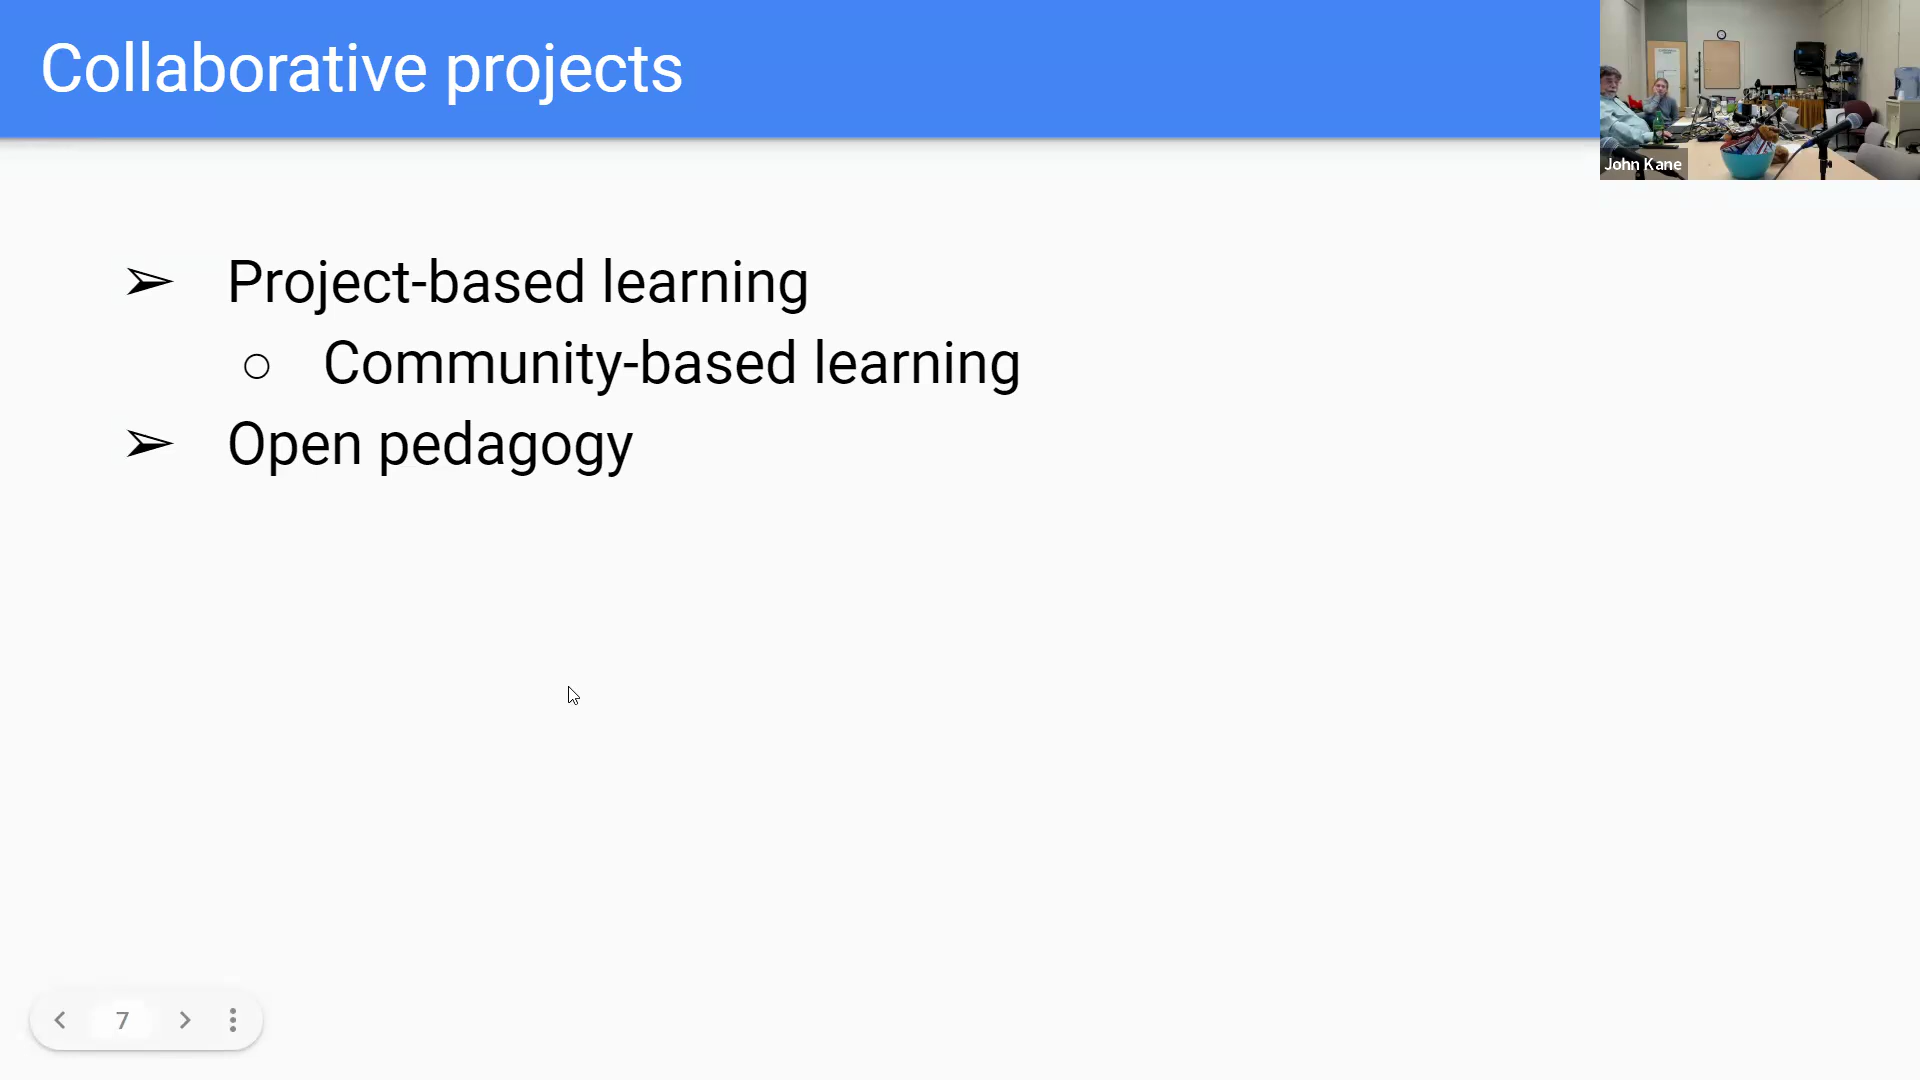 Collaborative projects
John Kane
➢ Project-based learning
○ Community-based learning
➢ Open pedagogy
7